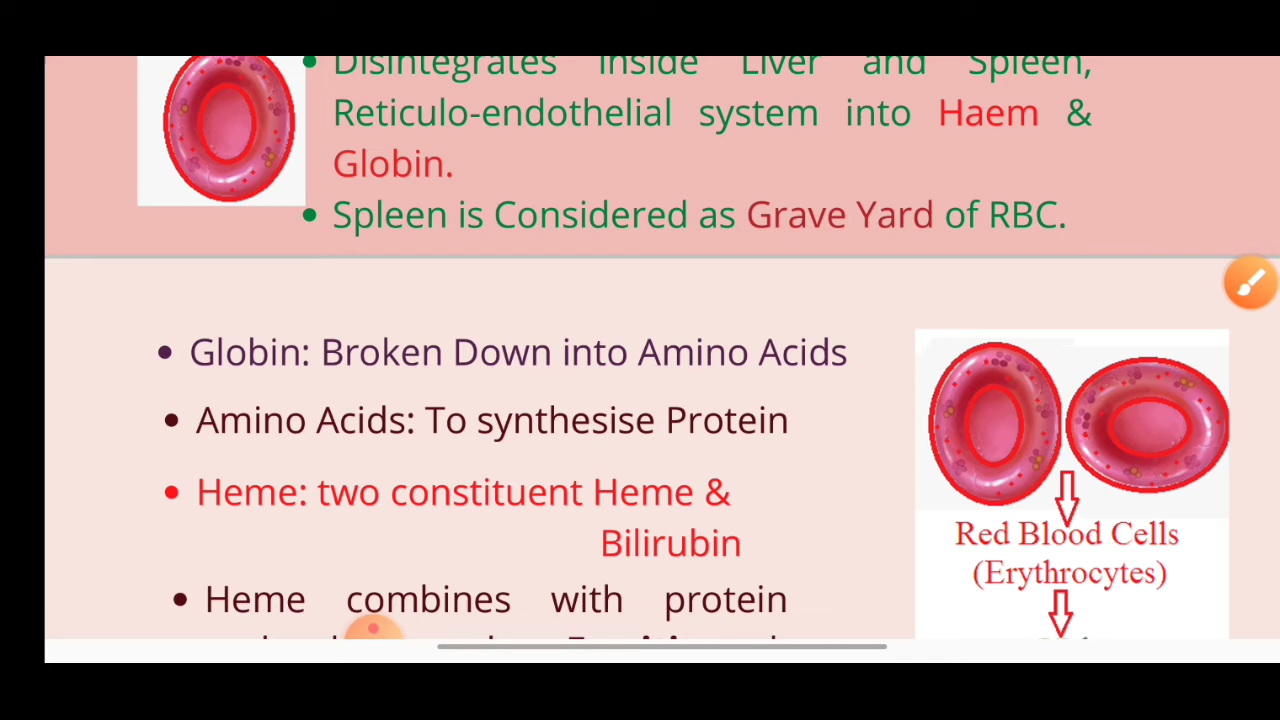 Disintegrates inside Liver and Spleen,
Reticulo-endothelial system into Haem &
Globin.
Spleen is Considered as Grave Yard of RBC.
Globin: Broken Down into Amino Acids
Amino Acids: To synthesise Protein
Heme: two constituent Heme &
Bilirubin
Heme combines with protein
Red Blood Cells
(Erythrocytes)